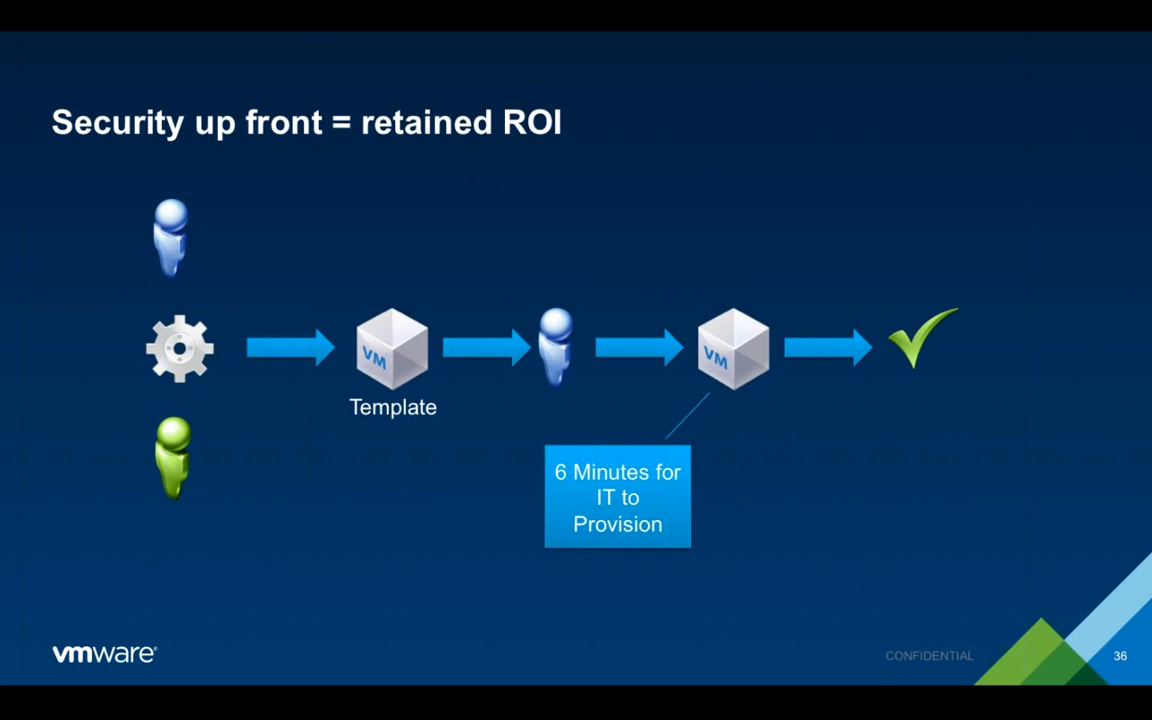 Security up front = retained ROI
VM
VM
Template
6 Minutes for
IT to
Provision
vmware®
CONFIDENTIAL
36